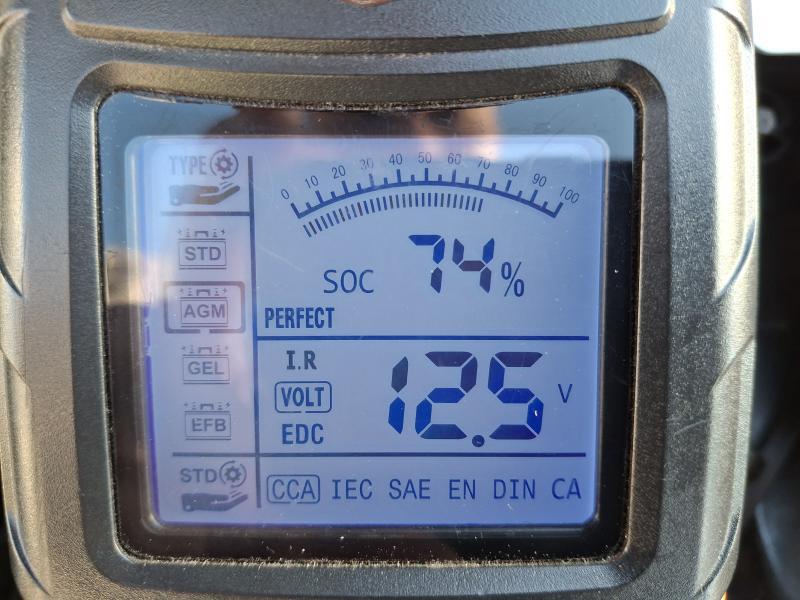 TYPE
0 10 20 30 40 50 60 70 80 90 100
STD
SOC 74%
AGM
PERFECT
GEL
I.R
VOLT 12.5 V
EFB
EDC
STD
CCA IEC SAE EN DIN CA